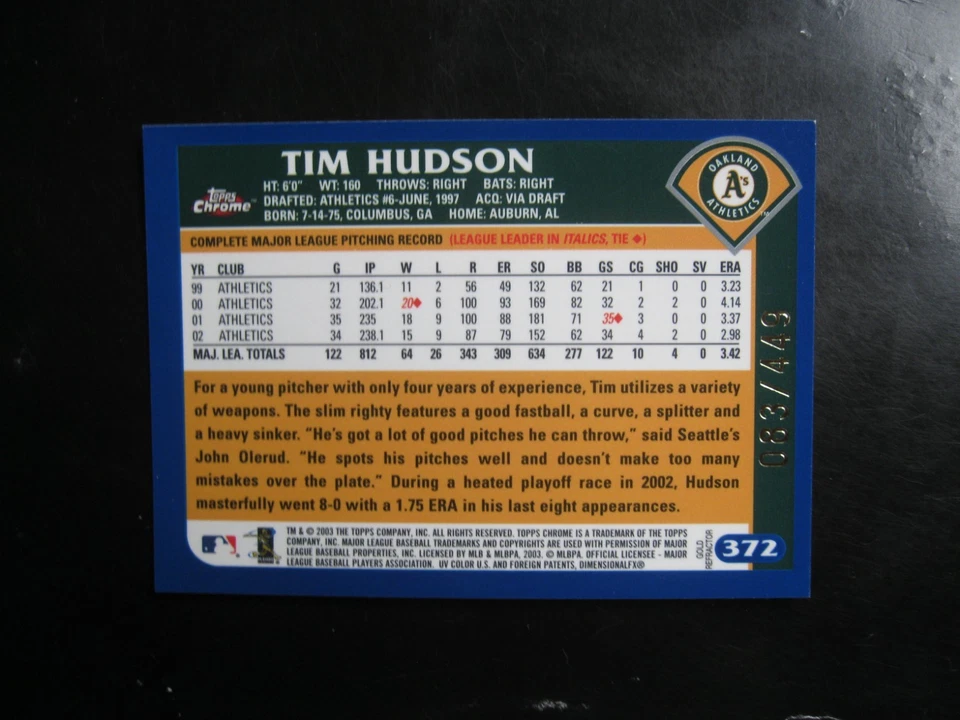 TIM HUDSON
OAKLAND
A's
ATHLETICS
TM
Topps
Chrome
HT: 6'0" WT: 160 THROWS: RIGHT BATS: RIGHT
DRAFTED: ATHLETICS #6-JUNE, 1997 ACQ: VIA DRAFT
BORN: 7-14-75, COLUMBUS, GA HOME: AUBURN, AL
COMPLETE MAJOR LEAGUE PITCHING RECORD (LEAGUE LEADER IN ITALICS, TIE ◆)
YR CLUB G IP W L R ER SO BB GS CG SHO SV ERA
99 ATHLETICS 21 136.1 11 2 56 49 132 62 21 1 0 0 3.23
00 ATHLETICS 32 202.1 20◆ 6 100 93 169 82 32 2 2 0 4.14
01 ATHLETICS 35 235 18 9 100 88 181 71 35◆ 3 0 0 3.37
02 ATHLETICS 34 238.1 15 9 87 79 152 62 34 4 2 0 2.98
MAJ. LEA. TOTALS 122 812 64 26 343 309 634 277 122 10 4 0 3.42
083/449
For a young pitcher with only four years of experience, Tim utilizes a variety
of weapons. The slim righty features a good fastball, a curve, a splitter and
a heavy sinker. "He's got a lot of good pitches he can throw," said Seattle's
John Olerud. "He spots his pitches well and doesn't make too many
mistakes over the plate." During a heated playoff race in 2002, Hudson
masterfully went 8-0 with a 1.75 ERA in his last eight appearances.
TM & © 2003 THE TOPPS COMPANY, INC. ALL RIGHTS RESERVED. TOPPS CHROME IS A TRADEMARK OF THE TOPPS
COMPANY, INC. MAJOR LEAGUE BASEBALL TRADEMARKS AND COPYRIGHTS ARE USED WITH PERMISSION OF MAJOR
LEAGUE BASEBALL PROPERTIES, INC. LICENSED BY MLB & MLBPA, 2003. © MLBPA. OFFICIAL LICENSEE - MAJOR
LEAGUE BASEBALL PLAYERS ASSOCIATION. UV COLOR U.S. AND FOREIGN PATENTS, DIMENSIONALFX®
GOLD
REFRACTOR
372